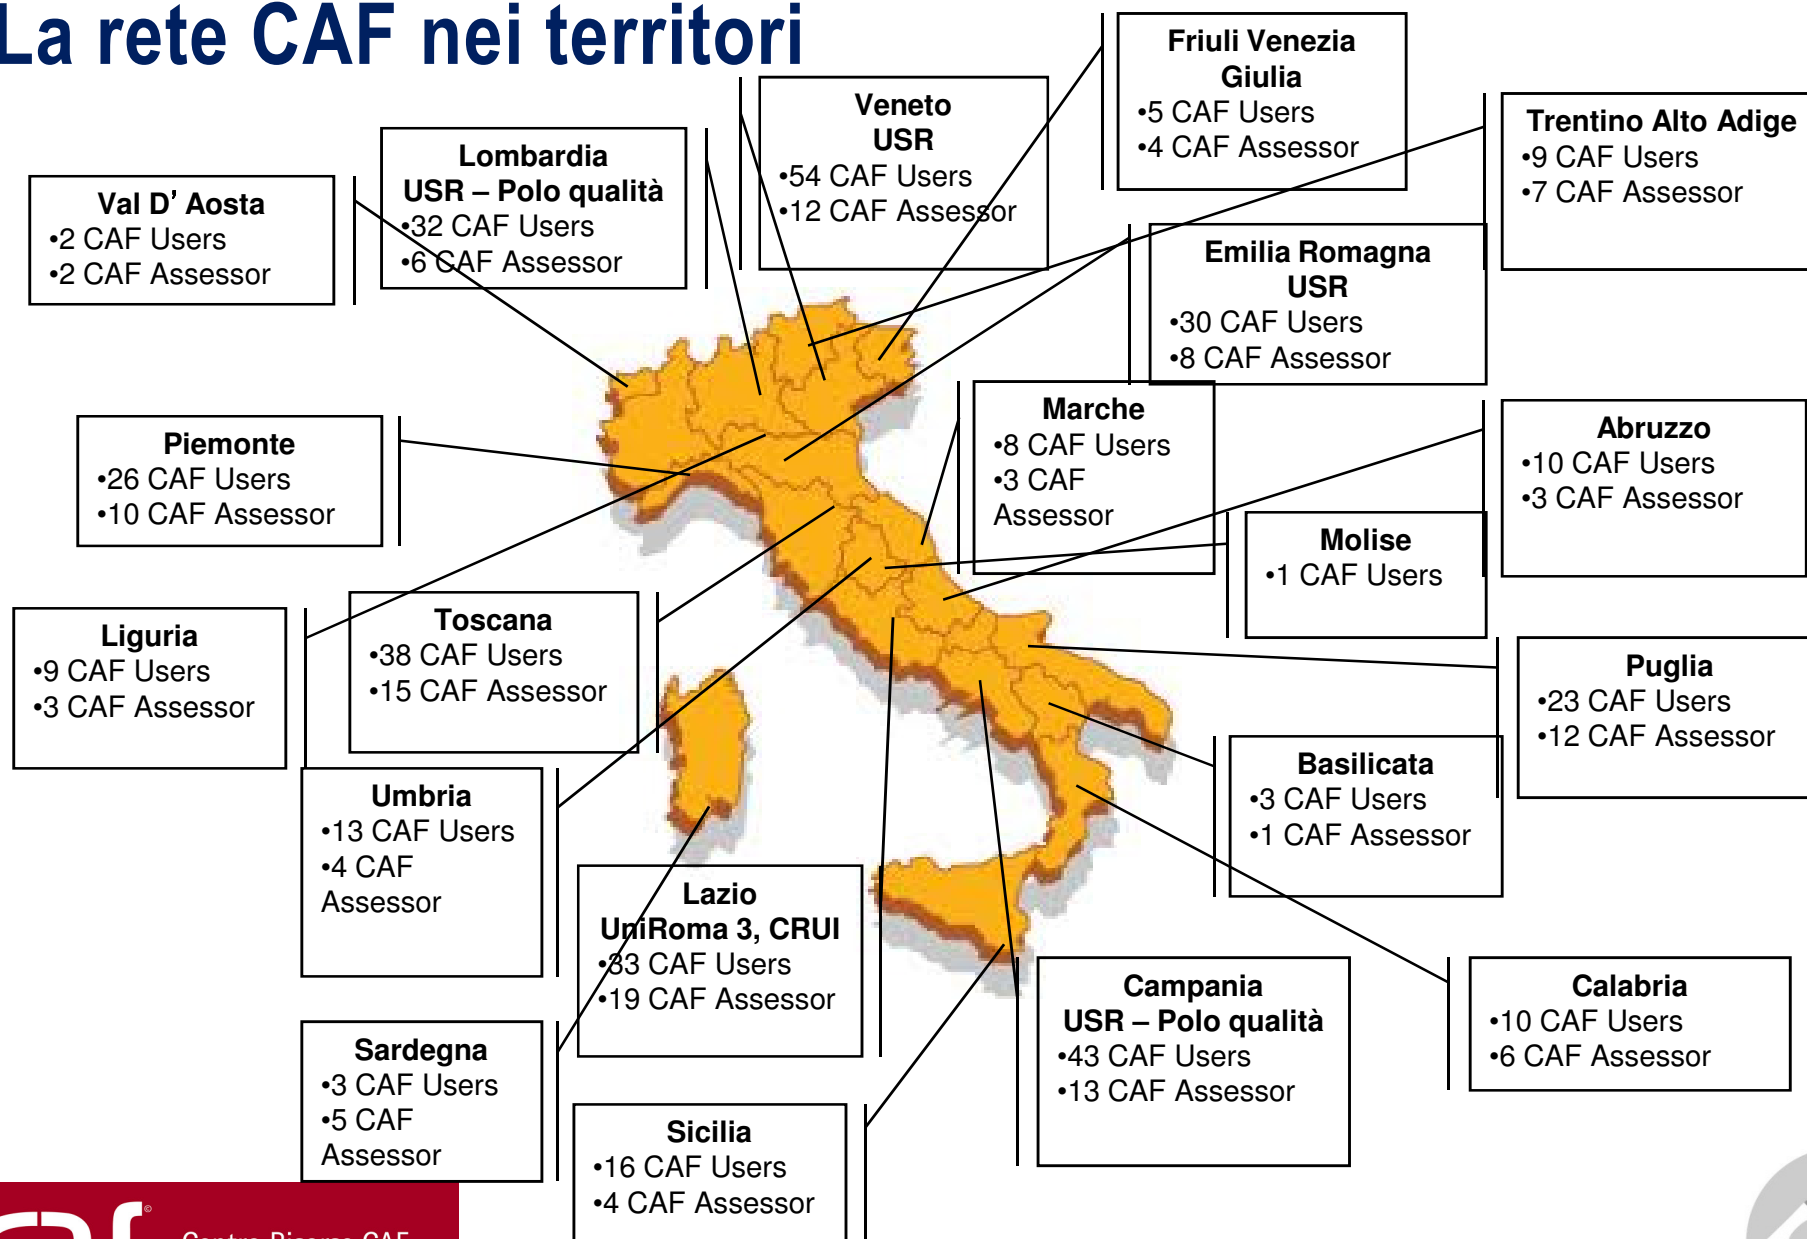 La rete CAF nei territori
Friuli Venezia
Giulia
•5 CAF Users
•4 CAF Assessor
Veneto
USR
•54 CAF Users
•12 CAF Assessor
Trentino Alto Adige
•9 CAF Users
•7 CAF Assessor
Lombardia
USR – Polo qualità
•32 CAF Users
•6 CAF Assessor
Val D’ Aosta
•2 CAF Users
•2 CAF Assessor
Emilia Romagna
USR
•30 CAF Users
•8 CAF Assessor
Marche
•8 CAF Users
•3 CAF
Assessor
Piemonte
•26 CAF Users
•10 CAF Assessor
Abruzzo
•10 CAF Users
•3 CAF Assessor
Molise
•1 CAF Users
Liguria
•9 CAF Users
•3 CAF Assessor
Toscana
•38 CAF Users
•15 CAF Assessor
Puglia
•23 CAF Users
•12 CAF Assessor
Umbria
•13 CAF Users
•4 CAF
Assessor
Basilicata
•3 CAF Users
•1 CAF Assessor
Lazio
UniRoma 3, CRUI
•33 CAF Users
•19 CAF Assessor
Campania
USR – Polo qualità
•43 CAF Users
•13 CAF Assessor
Calabria
•10 CAF Users
•6 CAF Assessor
Sardegna
•3 CAF Users
•5 CAF
Assessor
Sicilia
•16 CAF Users
•4 CAF Assessor
Centro Risorse CAF